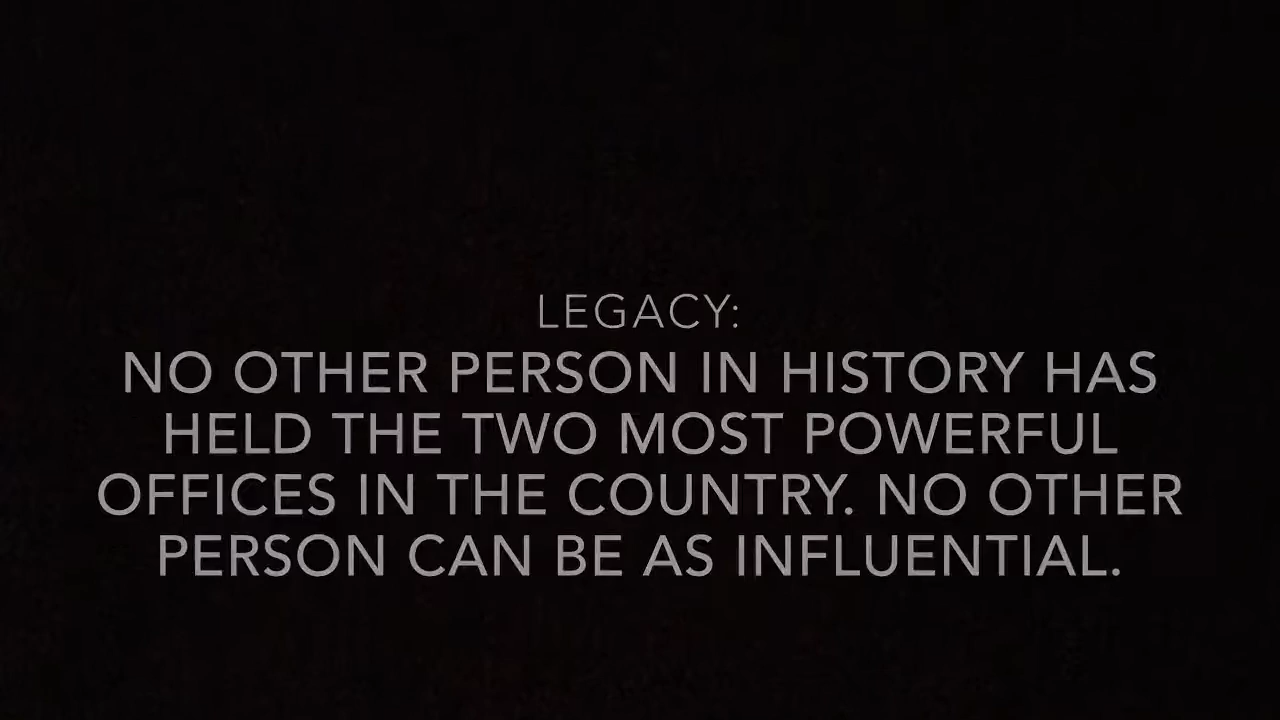 LEGACY:
NO OTHER PERSON IN HISTORY HAS
HELD THE TWO MOST POWERFUL
OFFICES IN THE COUNTRY. NO OTHER
PERSON CAN BE AS INFLUENTIAL.